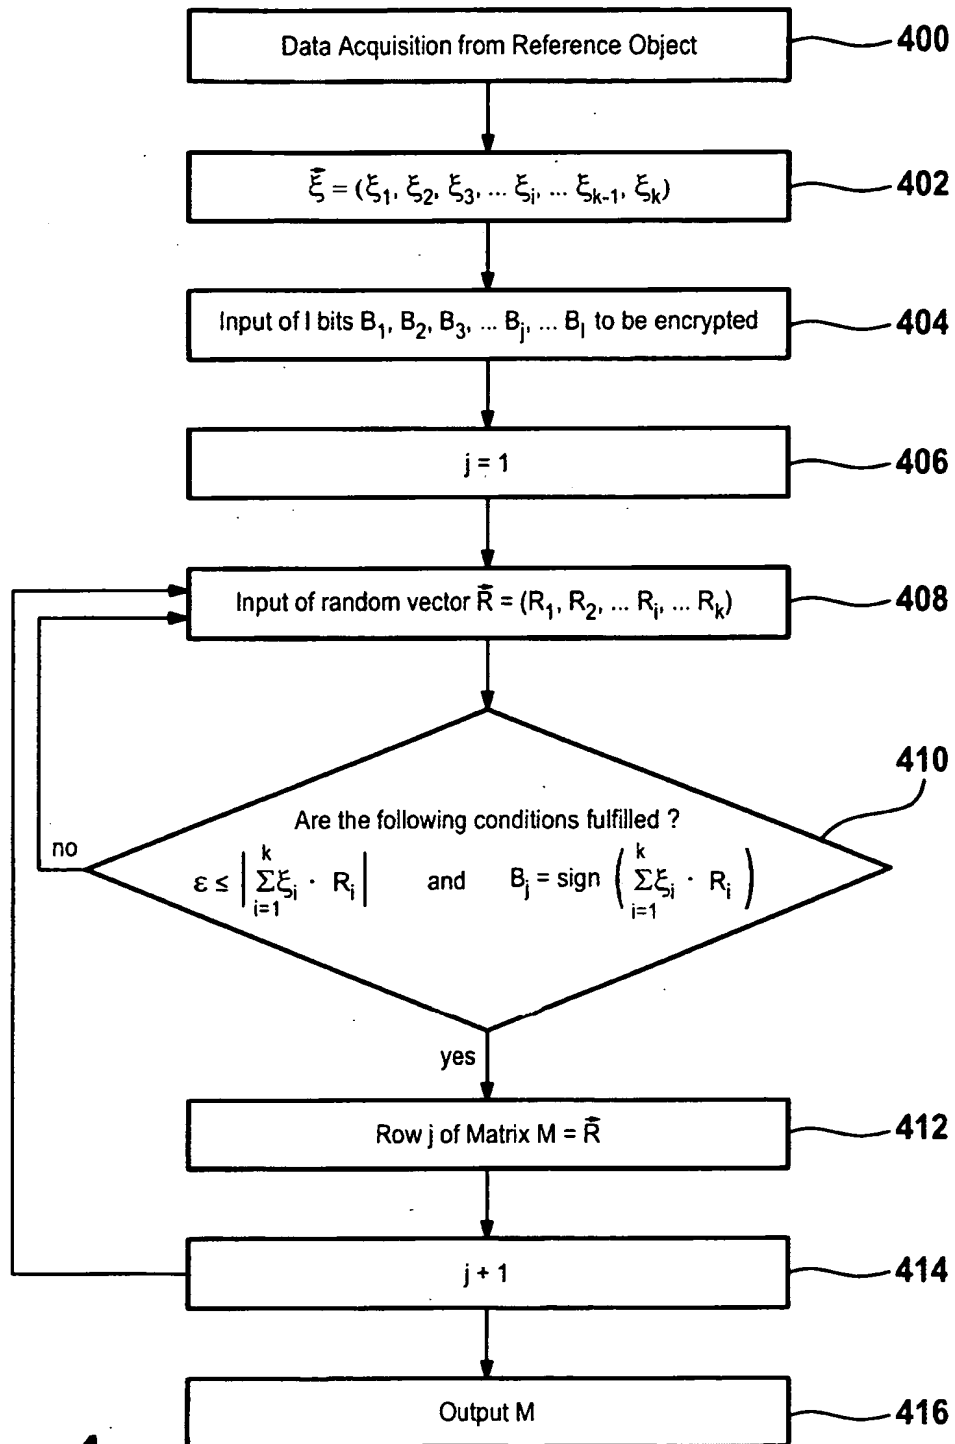 Data Acquisition from Reference Object
400
ξ⃗ = (ξ₁, ξ₂, ξ₃, ... ξᵢ, ... ξₖ₋₁, ξₖ)
402
Input of l bits B₁, B₂, B₃, ... Bⱼ, ... Bₗ to be encrypted
404
j = 1
406
Input of random vector R⃗ = (R₁, R₂, ... Rᵢ, ... Rₖ)
408
410
Are the following conditions fulfilled ?
no
ε ≤ | Σ_{i=1}^{k} ξᵢ · Rᵢ | and Bⱼ = sign ( Σ_{i=1}^{k} ξᵢ · Rᵢ )
yes
Row j of Matrix M = R⃗
412
j + 1
414
Output M
416